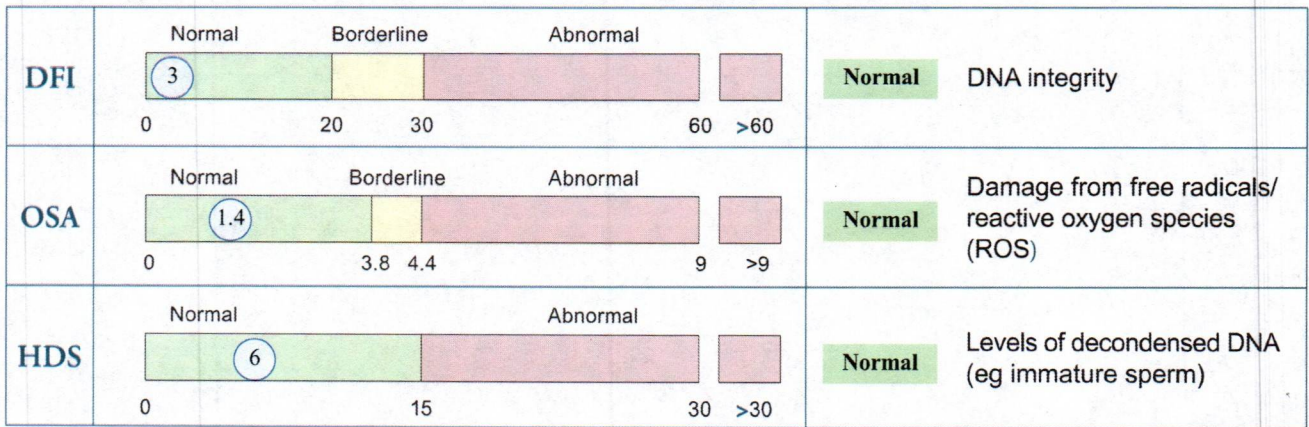 Normal Borderline Abnormal
DFI 3 Normal DNA integrity
0 20 30 60 >60
Normal Borderline Abnormal
OSA 1.4 Normal Damage from free radicals/
reactive oxygen species
(ROS)
0 3.8 4.4 9 >9
Normal Abnormal
HDS 6 Normal Levels of decondensed DNA
(eg immature sperm)
0 15 30 >30